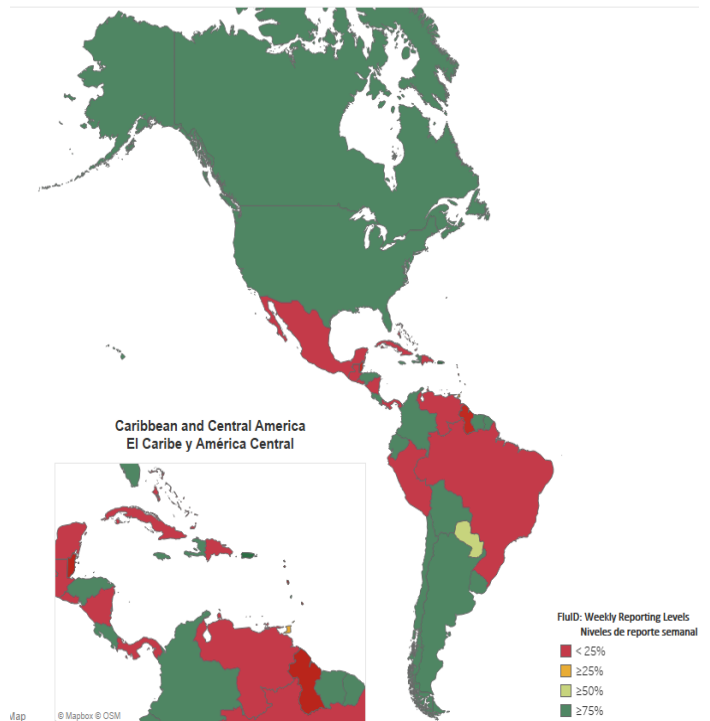 Caribbean and Central America
El Caribe y América Central
FluID: Weekly Reporting Levels
Niveles de reporte semanal
< 25%
≥25%
≥50%
≥75%
Map
© Mapbox © OSM